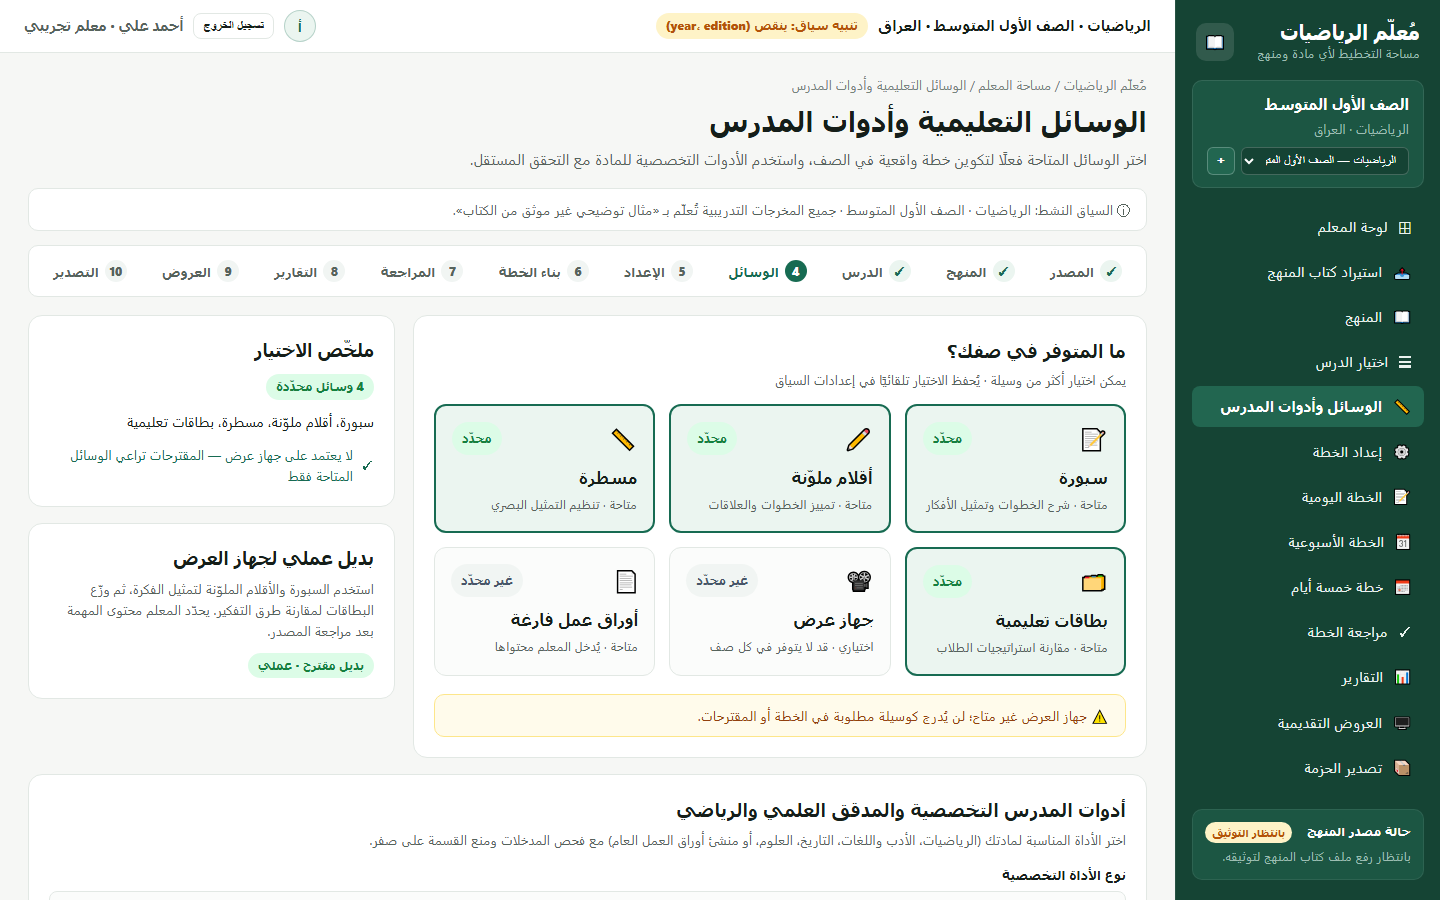 مُعلّم الرياضيات
مساحة التخطيط لأي مادة ومنهج
الصف الأول المتوسط
الرياضيات · العراق
الرياضيات — الصف الأول المتو
+
لوحة المعلم
استيراد كتاب المنهج
المنهج
اختيار الدرس
الوسائل وأدوات المدرس
إعداد الخطة
الخطة اليومية
الخطة الأسبوعية
خطة خمسة أيام
مراجعة الخطة
التقارير
العروض التقديمية
تصدير الحزمة
حالة مصدر المنهج
بانتظار التوثيق
بانتظار رفع ملف كتاب المنهج لتوثيقه.
الرياضيات • الصف الأول المتوسط • العراق
تنبيه سياق: ينقص (year، edition)
أ
تسجيل الخروج
أحمد علي • معلم تجريبي
مُعلّم الرياضيات / مساحة المعلم / الوسائل التعليمية وأدوات المدرس
الوسائل التعليمية وأدوات المدرس
اختر الوسائل المتاحة فعلًا لتكوين خطة واقعية في الصف، واستخدم الأدوات التخصصية للمادة مع التحقق المستقل.
ⓘ السياق النشط: الرياضيات · الصف الأول المتوسط · جميع المخرجات التدريبية تُعلّم بـ «مثال توضيحي غير موثق من الكتاب».
✓ المصدر
✓ المنهج
✓ الدرس
4 الوسائل
5 الإعداد
6 بناء الخطة
7 المراجعة
8 التقارير
9 العروض
10 التصدير
ما المتوفر في صفك؟
يمكن اختيار أكثر من وسيلة · يُحفظ الاختيار تلقائيًا في إعدادات السياق
محدّد
سبورة
متاحة · شرح الخطوات وتمثيل الأفكار
محدّد
أقلام ملوّنة
متاحة · تمييز الخطوات والعلاقات
محدّد
مسطرة
متاحة · تنظيم التمثيل البصري
محدّد
بطاقات تعليمية
متاحة · مقارنة استراتيجيات الطلاب
غير محدّد
جهاز عرض
اختياري · قد لا يتوفر في كل صف
غير محدّد
أوراق عمل فارغة
متاحة · يُدخل المعلم محتواها
⚠ جهاز العرض غير متاح؛ لن يُدرج كوسيلة مطلوبة في الخطة أو المقترحات.
ملخّص الاختيار
4 وسائل محدّدة
سبورة، أقلام ملوّنة، مسطرة، بطاقات تعليمية
✓ لا يعتمد على جهاز عرض — المقترحات تراعي الوسائل
المتاحة فقط
بديل عملي لجهاز العرض
استخدم السبورة والأقلام الملوّنة لتمثيل الفكرة، ثم وزّع
البطاقات لمقارنة طرق التفكير. يحدّد المعلم محتوى المهمة
بعد مراجعة المصدر.
بديل مقترح · عملي
أدوات المدرس التخصصية والمدقق العلمي والرياضي
اختر الأداة المناسبة لمادتك (الرياضيات، الأدب واللغات، التاريخ، العلوم، أو منشئ أوراق العمل العام) مع فحص المدخلات ومنع القسمة على صفر.
نوع الأداة التخصصية